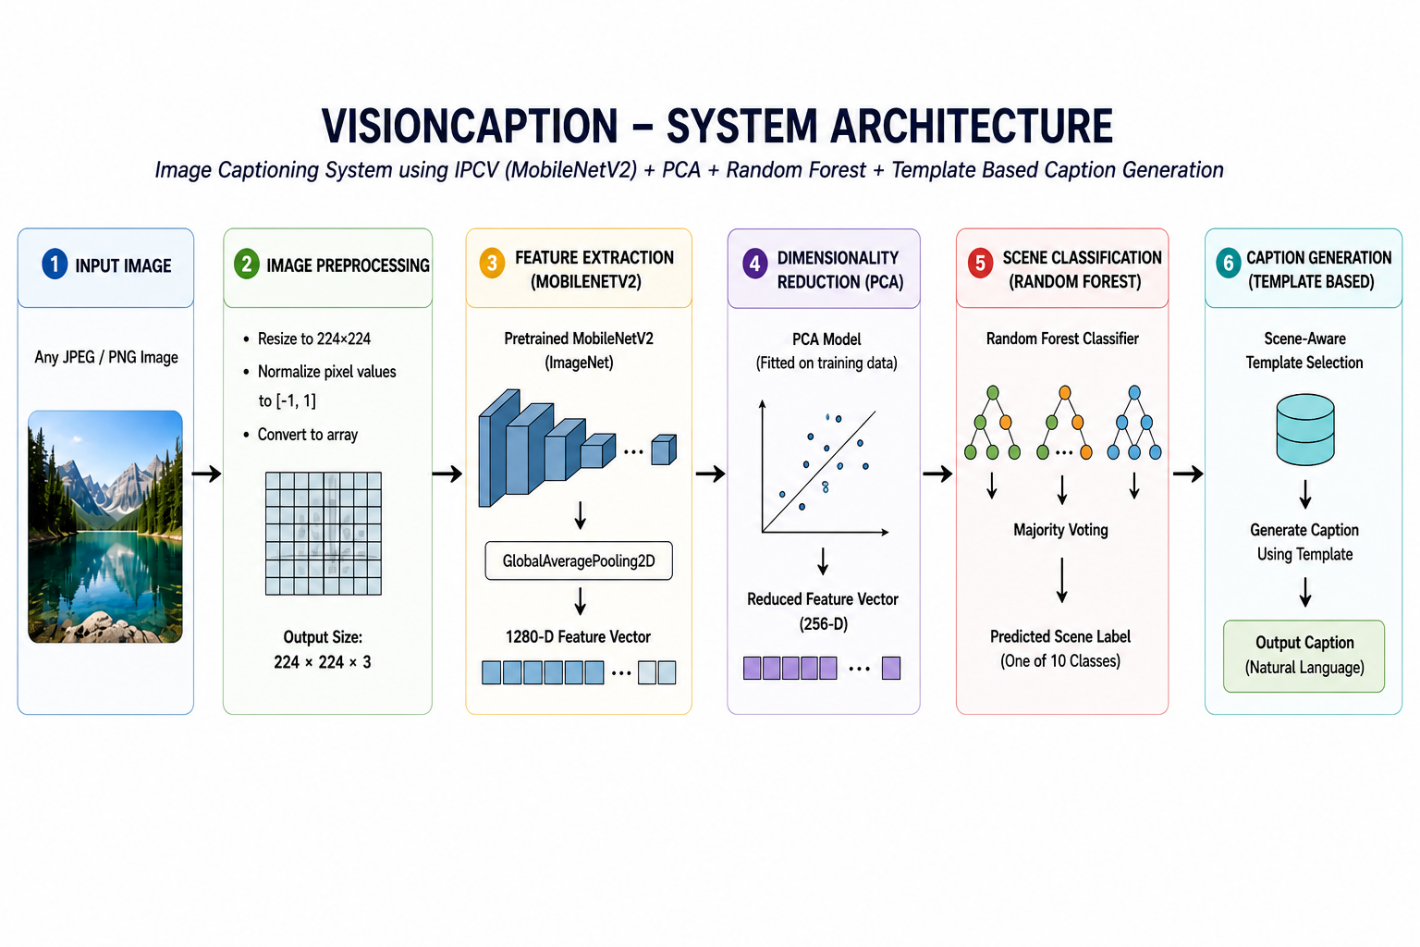 VISIONCAPTION – SYSTEM ARCHITECTURE
Image Captioning System using IPCV (MobileNetV2) + PCA + Random Forest + Template Based Caption Generation
1 INPUT IMAGE
Any JPEG / PNG Image
2 IMAGE PREPROCESSING
• Resize to 224×224
• Normalize pixel values
to [-1, 1]
• Convert to array
Output Size:
224 × 224 × 3
3 FEATURE EXTRACTION
(MOBILENETV2)
Pretrained MobileNetV2
(ImageNet)
...
GlobalAveragePooling2D
1280-D Feature Vector
...
4 DIMENSIONALITY
REDUCTION (PCA)
PCA Model
(Fitted on training data)
Reduced Feature Vector
(256-D)
...
5 SCENE CLASSIFICATION
(RANDOM FOREST)
Random Forest Classifier
...
Majority Voting
Predicted Scene Label
(One of 10 Classes)
6 CAPTION GENERATION
(TEMPLATE BASED)
Scene-Aware
Template Selection
Generate Caption
Using Template
Output Caption
(Natural Language)